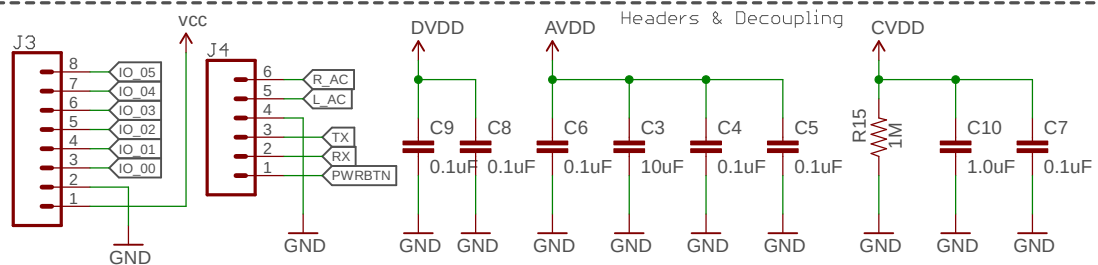 Headers & Decoupling
J3
vcc
8 IO_05
7 IO_04
6 IO_03
5 IO_02
4 IO_01
3 IO_00
2
1
GND
J4
6 R_AC
5 L_AC
4
3 TX
2 RX
1 PWRBTN
GND
DVDD
C9
0.1uF
C8
0.1uF
GND GND
AVDD
C6
0.1uF
C3
10uF
C4
0.1uF
C5
0.1uF
GND GND GND GND
CVDD
R15
1M
C10
1.0uF
C7
0.1uF
GND GND GND